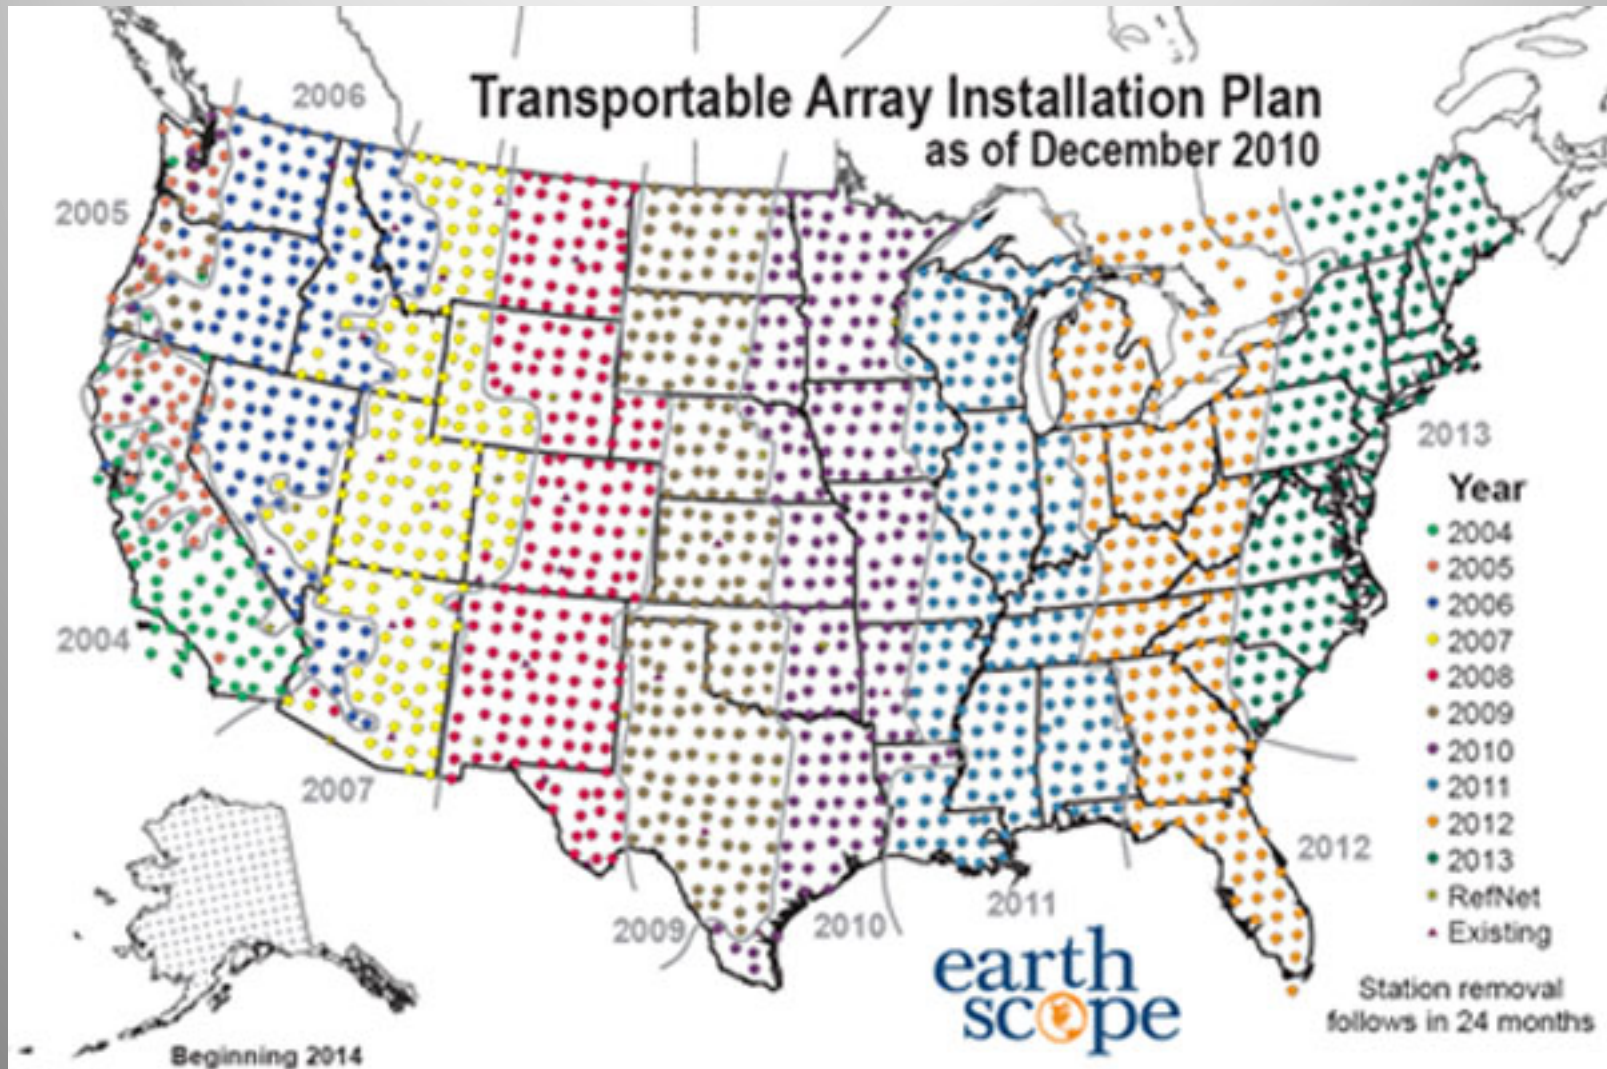 Transportable Array Installation Plan
as of December 2010
2006
2005
2004
2007
2009
2010
2011
2012
2013
Year
2004
2005
2006
2007
2008
2009
2010
2011
2012
2013
RefNet
Existing
Station removal
follows in 24 months
earth
scope
Beginning 2014